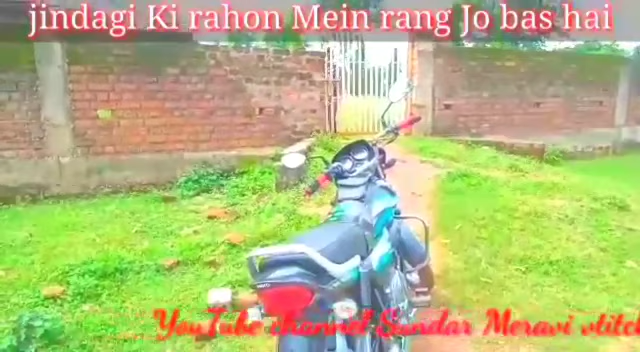 jindagi Ki rahon Mein rang Jo bas hai
YouTube channel Sundar Meravi